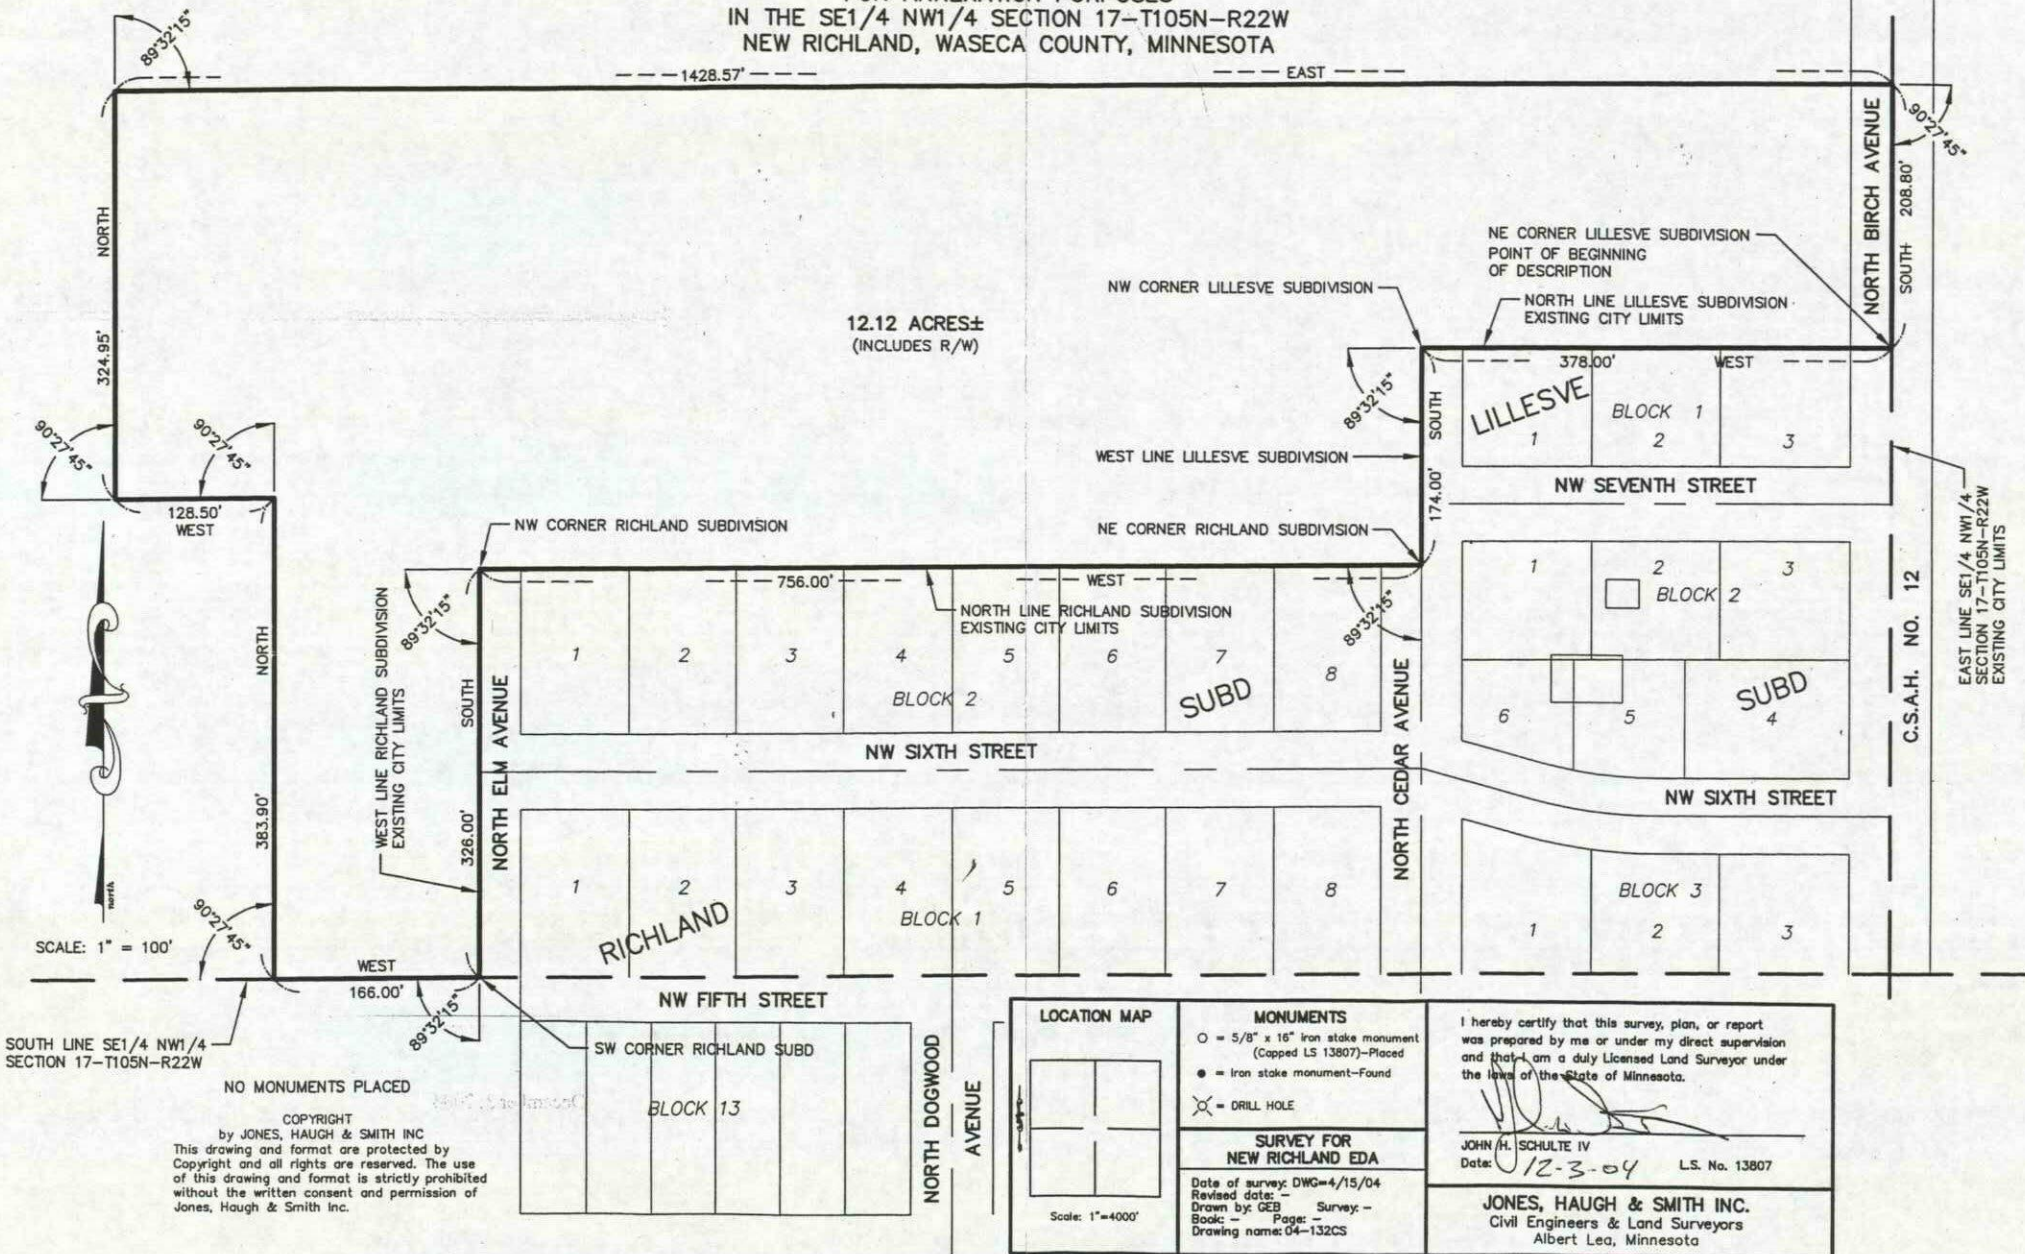 IN THE SE1/4 NW1/4 SECTION 17-T105N-R22W
NEW RICHLAND, WASECA COUNTY, MINNESOTA
89°32'15"
1428.57'
EAST
90°27'45"
NORTH
324.95'
NORTH BIRCH AVENUE
SOUTH 208.80'
12.12 ACRES±
(INCLUDES R/W)
NE CORNER LILLESVE SUBDIVISION
POINT OF BEGINNING
OF DESCRIPTION
NW CORNER LILLESVE SUBDIVISION
NORTH LINE LILLESVE SUBDIVISION
EXISTING CITY LIMITS
378.00'
WEST
89°32'15"
SOUTH
174.00'
LILLESVE
BLOCK 1
1
2
3
WEST LINE LILLESVE SUBDIVISION
NW SEVENTH STREET
90°27'45"
90°27'45"
128.50'
WEST
NW CORNER RICHLAND SUBDIVISION
NE CORNER RICHLAND SUBDIVISION
756.00'
WEST
89°32'15"
89°32'15"
NORTH LINE RICHLAND SUBDIVISION
EXISTING CITY LIMITS
EAST LINE SE1/4 NW1/4
SECTION 17-T105N-R22W
EXISTING CITY LIMITS
C.S.A.H. NO. 12
1
2
3
BLOCK 2
6
5
4
SUBD
NORTH
383.90'
WEST LINE RICHLAND SUBDIVISION
EXISTING CITY LIMITS
SOUTH
326.00'
NORTH ELM AVENUE
1
2
3
4
5
6
7
8
BLOCK 2
SUBD
NORTH CEDAR AVENUE
NW SIXTH STREET
NW SIXTH STREET
1
2
3
4
5
6
7
8
BLOCK 1
RICHLAND
BLOCK 3
1
2
3
north
SCALE: 1" = 100'
90°27'45"
WEST
166.00'
89°32'15"
NW FIFTH STREET
SOUTH LINE SE1/4 NW1/4
SECTION 17-T105N-R22W
SW CORNER RICHLAND SUBD
BLOCK 13
NORTH DOGWOOD
AVENUE
NO MONUMENTS PLACED
COPYRIGHT
by JONES, HAUGH & SMITH INC
This drawing and format are protected by
Copyright and all rights are reserved. The use
of this drawing and format is strictly prohibited
without the written consent and permission of
Jones, Haugh & Smith Inc.
LOCATION MAP
Scale: 1"=4000'
MONUMENTS
O = 5/8" x 16" iron stake monument
(Capped LS 13807)-Placed
● = iron stake monument-Found
= DRILL HOLE
SURVEY FOR
NEW RICHLAND EDA
Date of survey: DWG=4/15/04
Revised date: -
Drawn by: GEB Survey: -
Book: - Page: -
Drawing name: 04-132CS
I hereby certify that this survey, plan, or report
was prepared by me or under my direct supervision
and that I am a duly Licensed Land Surveyor under
the laws of the State of Minnesota.
JOHN H. SCHULTE IV
Date: 12-3-04 L.S. No. 13807
JONES, HAUGH & SMITH INC.
Civil Engineers & Land Surveyors
Albert Lea, Minnesota